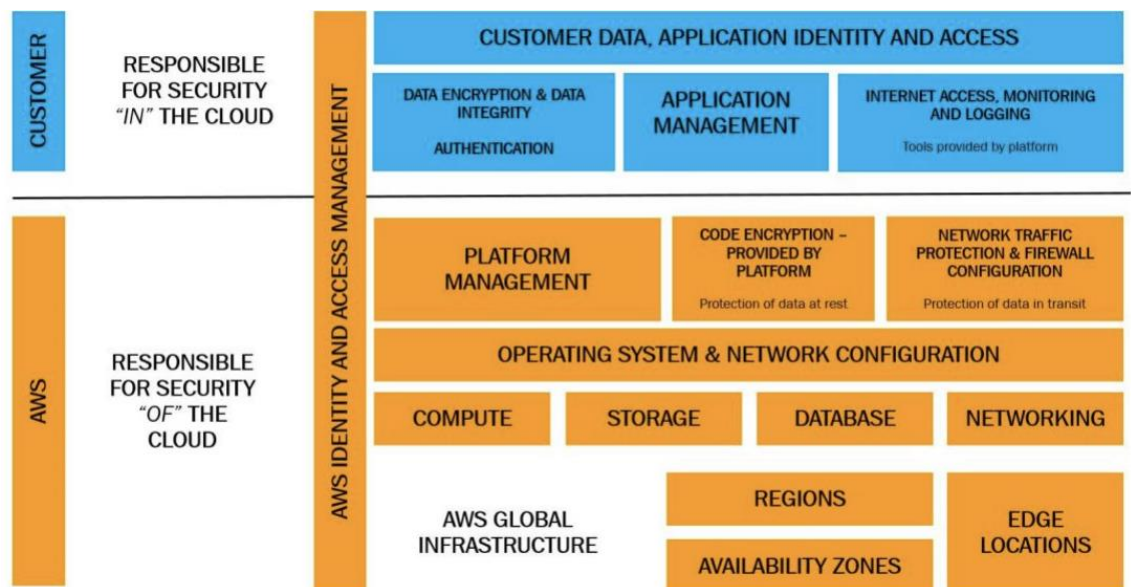 CUSTOMER
RESPONSIBLE
FOR SECURITY
“IN” THE CLOUD
AWS IDENTITY AND ACCESS MANAGEMENT
CUSTOMER DATA, APPLICATION IDENTITY AND ACCESS
DATA ENCRYPTION & DATA
INTEGRITY
AUTHENTICATION
APPLICATION
MANAGEMENT
INTERNET ACCESS, MONITORING
AND LOGGING
Tools provided by platform
AWS
RESPONSIBLE
FOR SECURITY
“OF” THE
CLOUD
PLATFORM
MANAGEMENT
CODE ENCRYPTION –
PROVIDED BY
PLATFORM
Protection of data at rest
NETWORK TRAFFIC
PROTECTION & FIREWALL
CONFIGURATION
Protection of data in transit
OPERATING SYSTEM & NETWORK CONFIGURATION
COMPUTE
STORAGE
DATABASE
NETWORKING
AWS GLOBAL
INFRASTRUCTURE
REGIONS
AVAILABILITY ZONES
EDGE
LOCATIONS